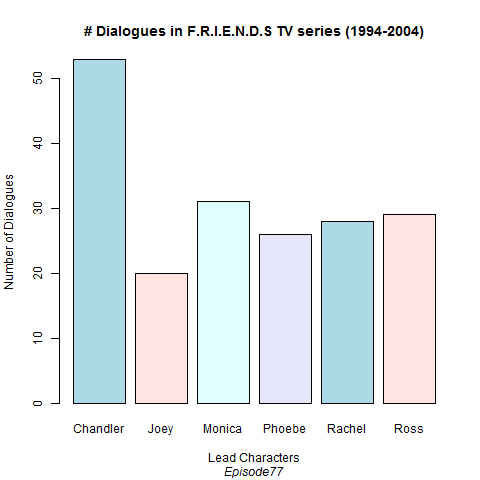 # Dialogues in F.R.I.E.N.D.S TV series (1994-2004)
Number of Dialogues
50
40
30
20
10
0
Chandler Joey Monica Phoebe Rachel Ross
Lead Characters
Episode77